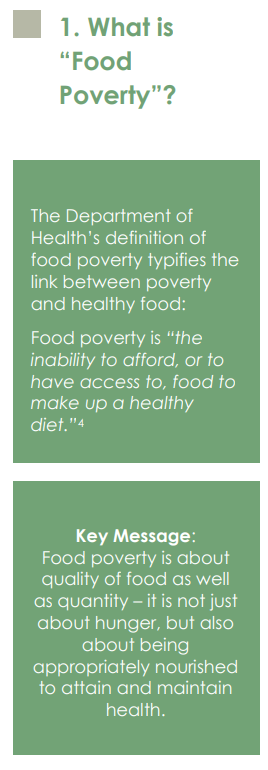 1. What is
“Food
Poverty”?
The Department of
Health’s definition of
food poverty typifies the
link between poverty
and healthy food:
Food poverty is “the
inability to afford, or to
have access to, food to
make up a healthy
diet.”⁴
Key Message:
Food poverty is about
quality of food as well
as quantity – it is not just
about hunger, but also
about being
appropriately nourished
to attain and maintain
health.